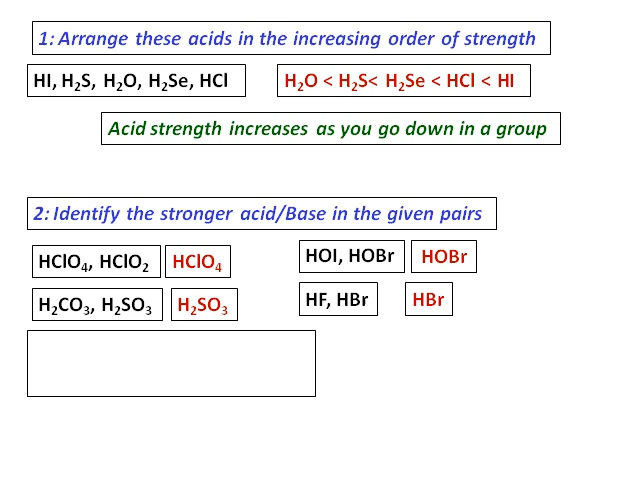 1: Arrange these acids in the increasing order of strength
HI, H₂S, H₂O, H₂Se, HCl
H₂O < H₂S< H₂Se < HCl < HI
Acid strength increases as you go down in a group
2: Identify the stronger acid/Base in the given pairs
HClO₄, HClO₂ HClO₄
HOI, HOBr HOBr
H₂CO₃, H₂SO₃ H₂SO₃
HF, HBr HBr